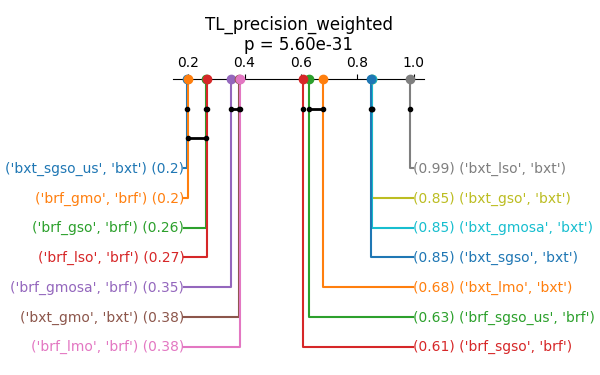 TL_precision_weighted
p = 5.60e-31
0.2 0.4 0.6 0.8 1.0
('bxt_sgso_us', 'bxt') (0.2) (0.99) ('bxt_lso', 'bxt')
('brf_gmo', 'brf') (0.2) (0.85) ('bxt_gso', 'bxt')
('brf_gso', 'brf') (0.26) (0.85) ('bxt_gmosa', 'bxt')
('brf_lso', 'brf') (0.27) (0.85) ('bxt_sgso', 'bxt')
('brf_gmosa', 'brf') (0.35) (0.68) ('bxt_lmo', 'bxt')
('bxt_gmo', 'bxt') (0.38) (0.63) ('brf_sgso_us', 'brf')
('brf_lmo', 'brf') (0.38) (0.61) ('brf_sgso', 'brf')